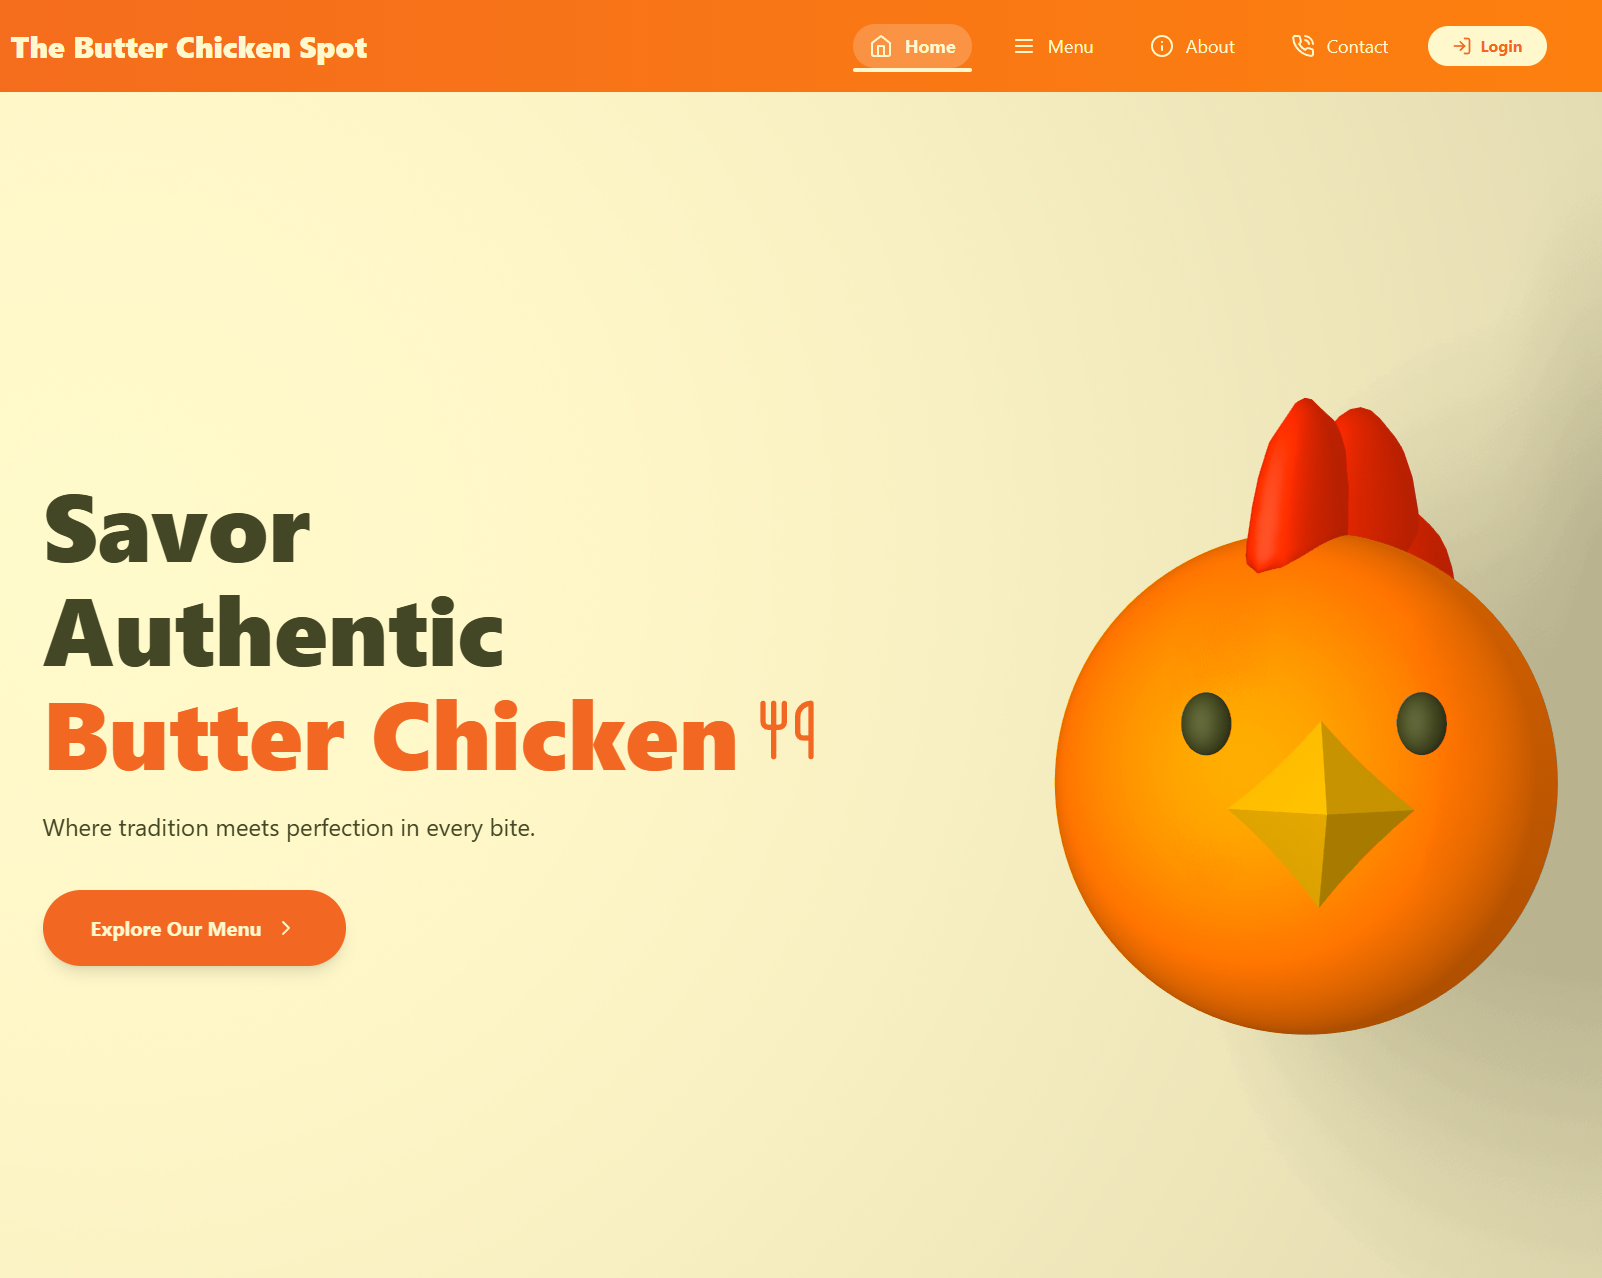 The Butter Chicken Spot
Home
Menu
About
Contact
Login
Savor
Authentic
Butter Chicken
Where tradition meets perfection in every bite.
Explore Our Menu